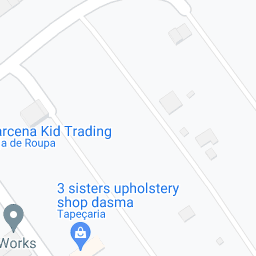 arcena Kid Trading
a de Roupa
3 sisters upholstery
shop dasma
Tapeçaria
Works